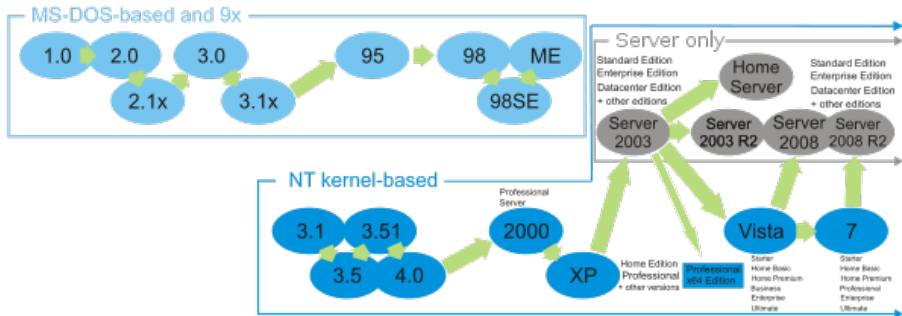 MS-DOS-based and 9x
1.0
2.0
3.0
95
98
ME
2.1x
3.1x
98SE
Server only
Standard Edition
Enterprise Edition
Datacenter Edition
+ other editions
Home
Server
Standard Edition
Enterprise Edition
Datacenter Edition
+ other editions
Server
2003
Server
2003 R2
Server
2008
Server
2008 R2
NT kernel-based
Professional
Server
3.1
3.51
2000
Vista
7
3.5
4.0
XP
Home Edition
Professional
+ other versions
Professional
x64 Edition
Starter
Home Basic
Home Premium
Business
Enterprise
Ultimate
Starter
Home Basic
Home Premium
Professional
Enterprise
Ultimate